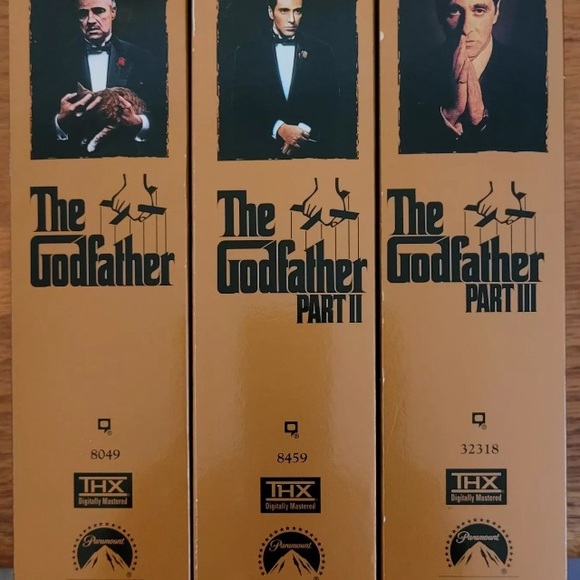 The
Godfather
8049
THX
Digitally Mastered
Paramount
The
Godfather
PART II
8459
THX
Digitally Mastered
Paramount
The
Godfather
PART III
32318
THX
Digitally Mastered
Paramount